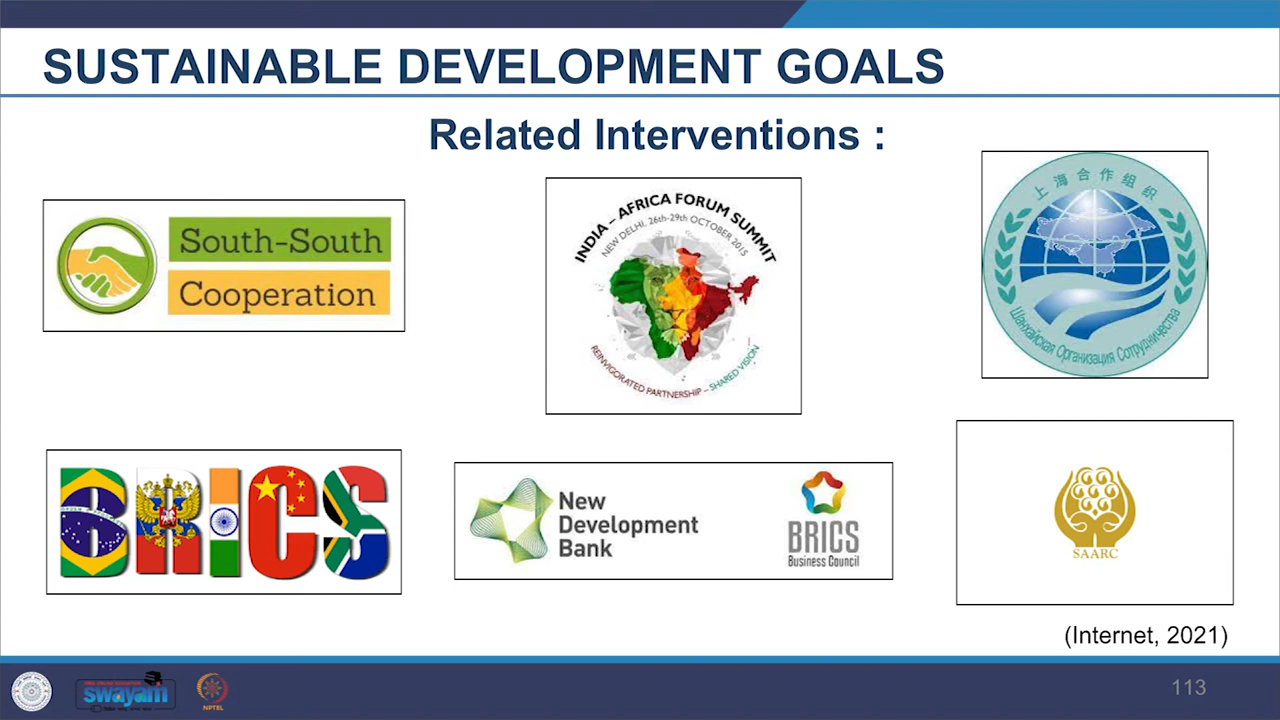 SUSTAINABLE DEVELOPMENT GOALS
Related Interventions :
South-South
Cooperation
INDIA – AFRICA FORUM SUMMIT
NEW DELHI, 26th-29th OCTOBER 2015
REINVIGORATED PARTNERSHIP – SHARED VISION
上海合作组织
Шанхайская Организация Сотрудничества
BRICS
New
Development
Bank
BRICS
Business Council
SAARC
(Internet, 2021)
swayam
NPTEL
113